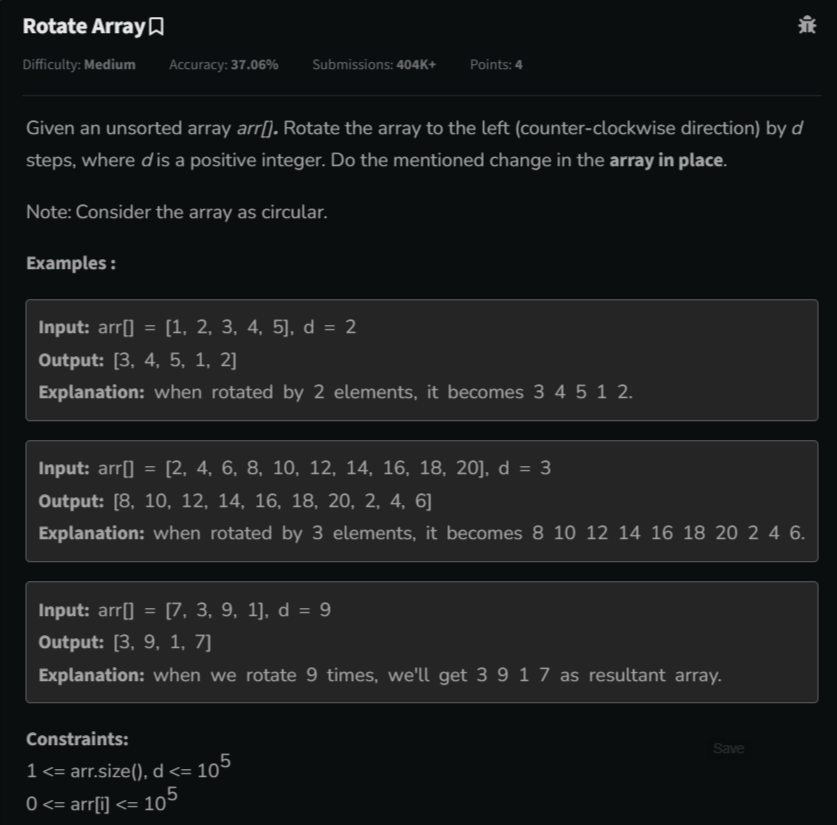 Rotate Array
Difficulty: Medium Accuracy: 37.06% Submissions: 404K+ Points: 4
Given an unsorted array arr[]. Rotate the array to the left (counter-clockwise direction) by d
steps, where d is a positive integer. Do the mentioned change in the array in place.
Note: Consider the array as circular.
Examples :
Input: arr[] = [1, 2, 3, 4, 5], d = 2
Output: [3, 4, 5, 1, 2]
Explanation: when rotated by 2 elements, it becomes 3 4 5 1 2.
Input: arr[] = [2, 4, 6, 8, 10, 12, 14, 16, 18, 20], d = 3
Output: [8, 10, 12, 14, 16, 18, 20, 2, 4, 6]
Explanation: when rotated by 3 elements, it becomes 8 10 12 14 16 18 20 2 4 6.
Input: arr[] = [7, 3, 9, 1], d = 9
Output: [3, 9, 1, 7]
Explanation: when we rotate 9 times, we'll get 3 9 1 7 as resultant array.
Constraints:
Save
1 <= arr.size(), d <= 10^5
0 <= arr[i] <= 10^5